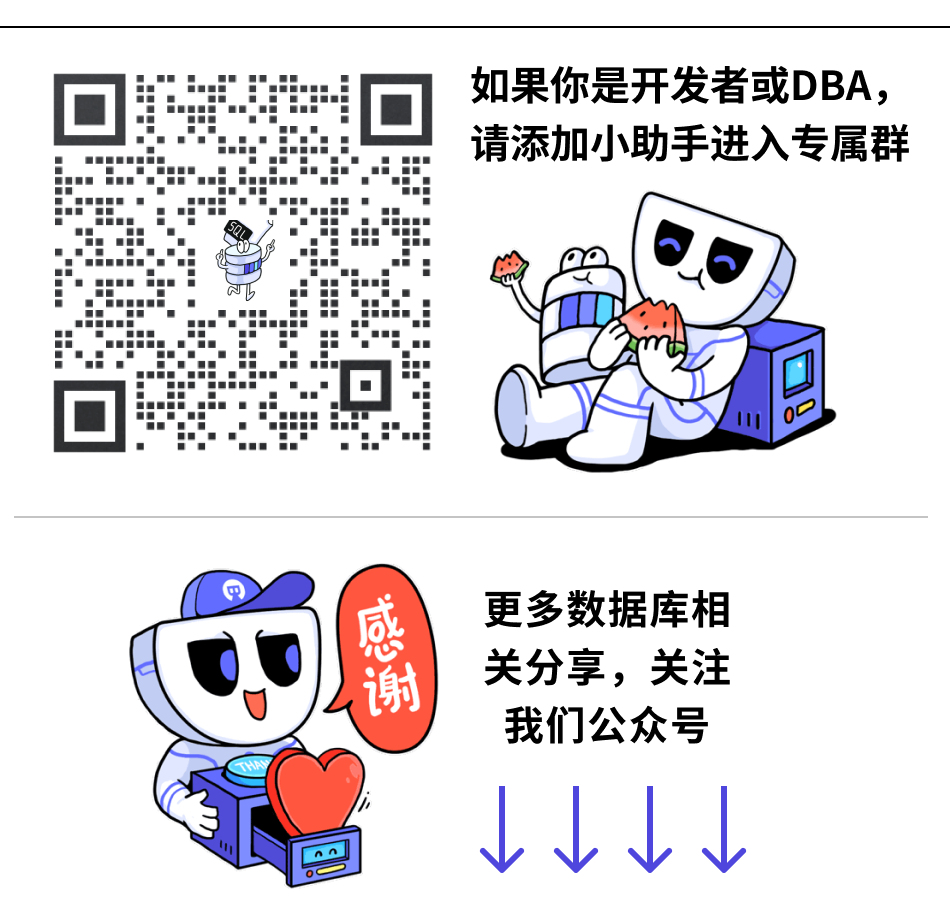 如果你是开发者或DBA，
请添加小助手进入专属群
SQL
感
谢
更多数据库相
关分享，关注
我们公众号
THAN